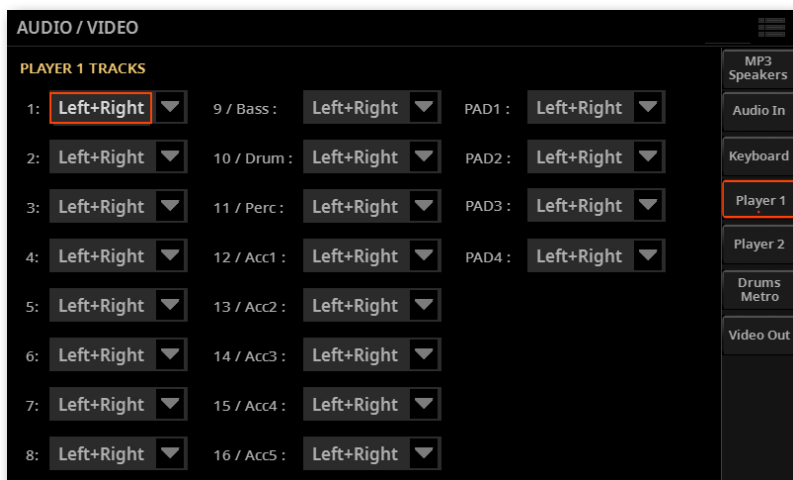 AUDIO / VIDEO
PLAYER 1 TRACKS
1: Left+Right 9 / Bass : Left+Right PAD1 : Left+Right
2: Left+Right 10 / Drum : Left+Right PAD2 : Left+Right
3: Left+Right 11 / Perc : Left+Right PAD3 : Left+Right
4: Left+Right 12 / Acc1 : Left+Right PAD4 : Left+Right
5: Left+Right 13 / Acc2 : Left+Right
6: Left+Right 14 / Acc3 : Left+Right
7: Left+Right 15 / Acc4 : Left+Right
8: Left+Right 16 / Acc5 : Left+Right
MP3
Speakers
Audio In
Keyboard
Player 1
Player 2
Drums
Metro
Video Out